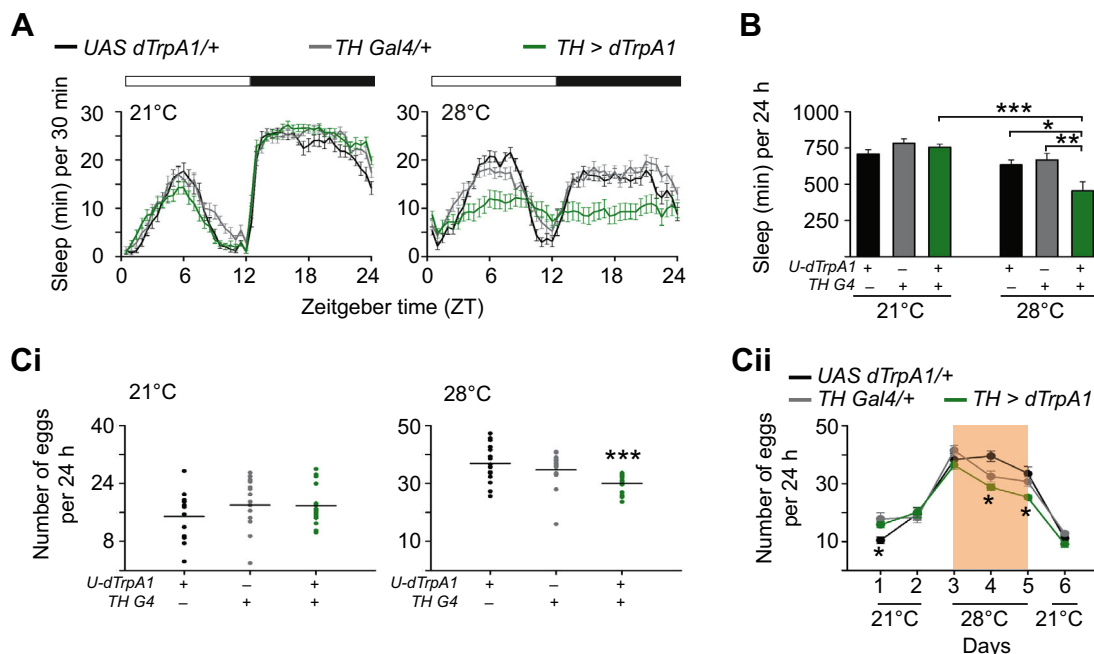 A
UAS dTrpA1/+ TH Gal4/+ TH > dTrpA1
21°C 28°C
Sleep (min) per 30 min
30
20
10
0
0 6 12 18 24
30
20
10
0
0 6 12 18 24
Zeitgeber time (ZT)
B
Sleep (min) per 24 h
1000
750
500
250
***
*
**
U-dTrpA1 + – + + – +
TH G4 – + + – + +
21°C 28°C
Ci
21°C 28°C
Number of eggs
per 24 h
40
24
8
50
30
10
***
U-dTrpA1 + – + + – +
TH G4 – + + – + +
Cii
UAS dTrpA1/+
TH Gal4/+ TH > dTrpA1
Number of eggs
per 24 h
50
30
10
*
*
*
1 2 3 4 5 6
21°C 28°C 21°C
Days